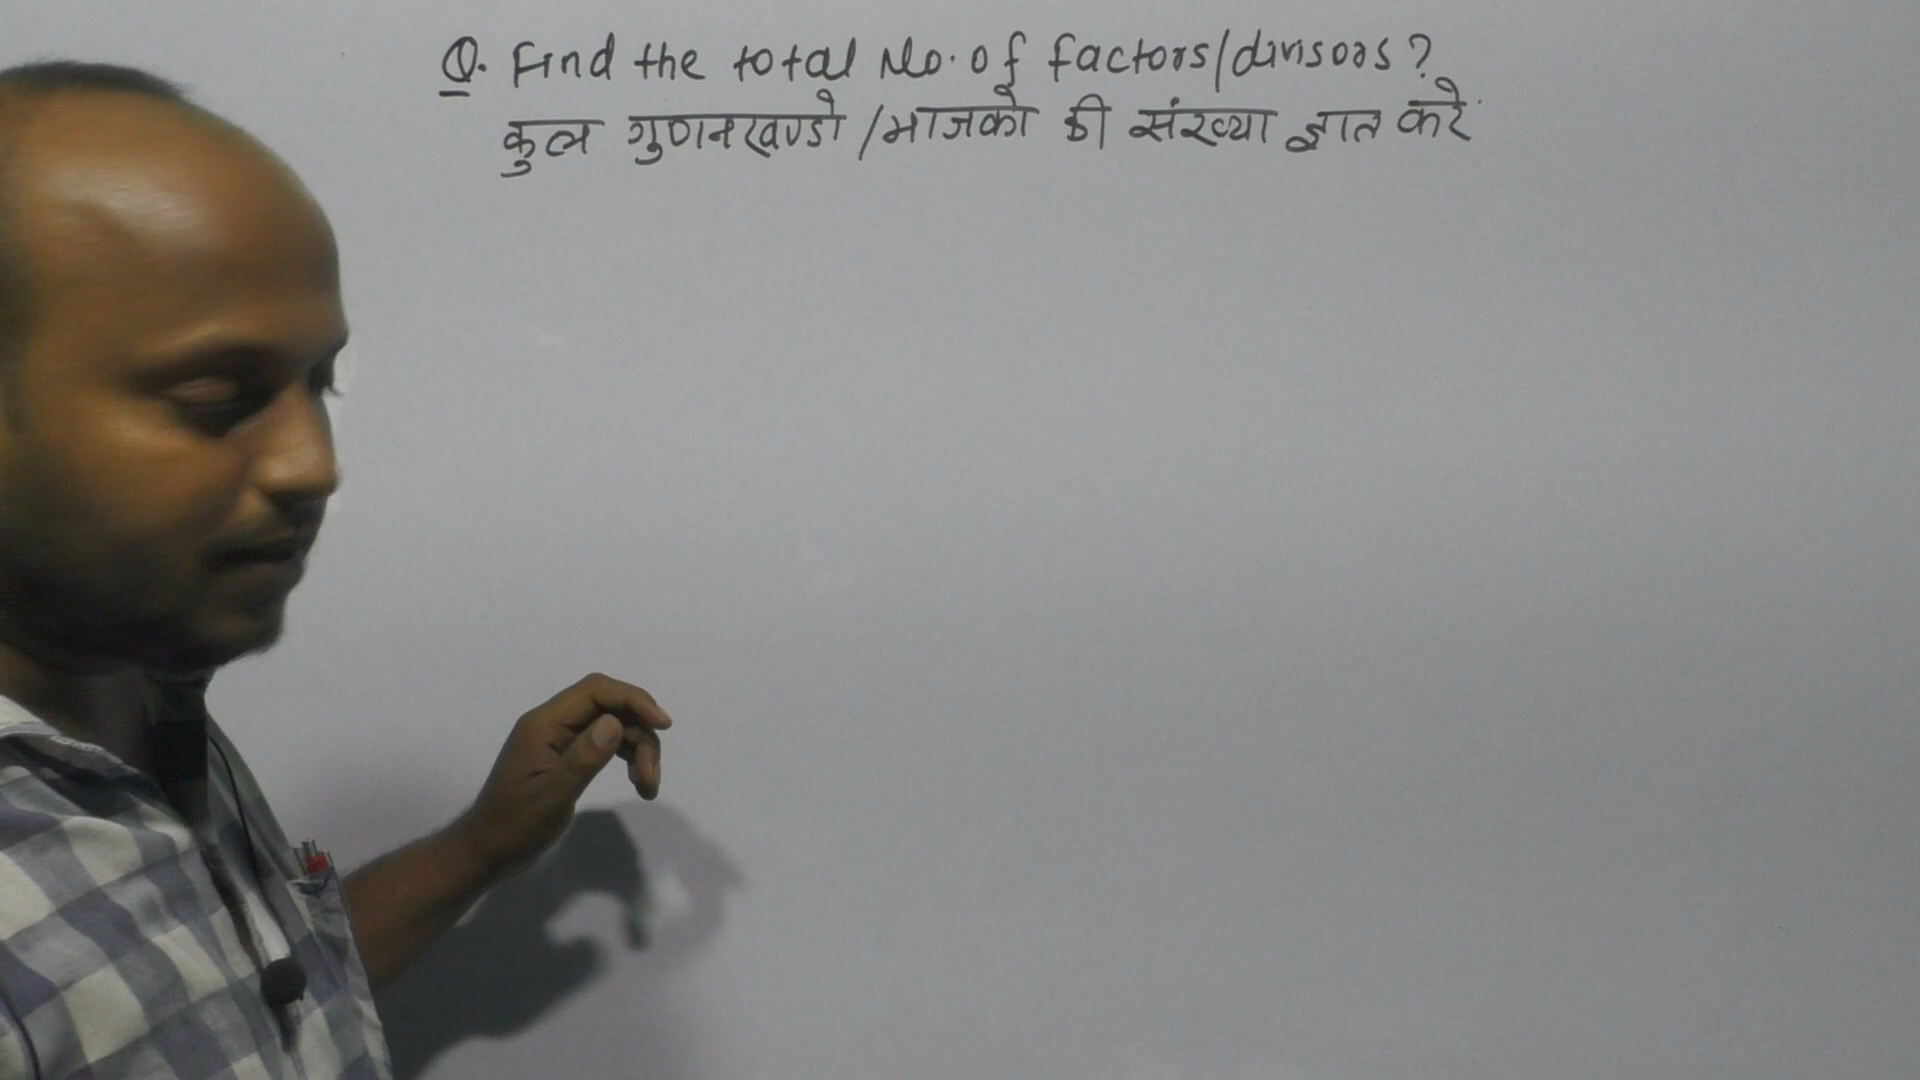 Q. Find the total No. of factors/divisors?
कुल गुणनखण्डो /भाजको की संख्या ज्ञात करे